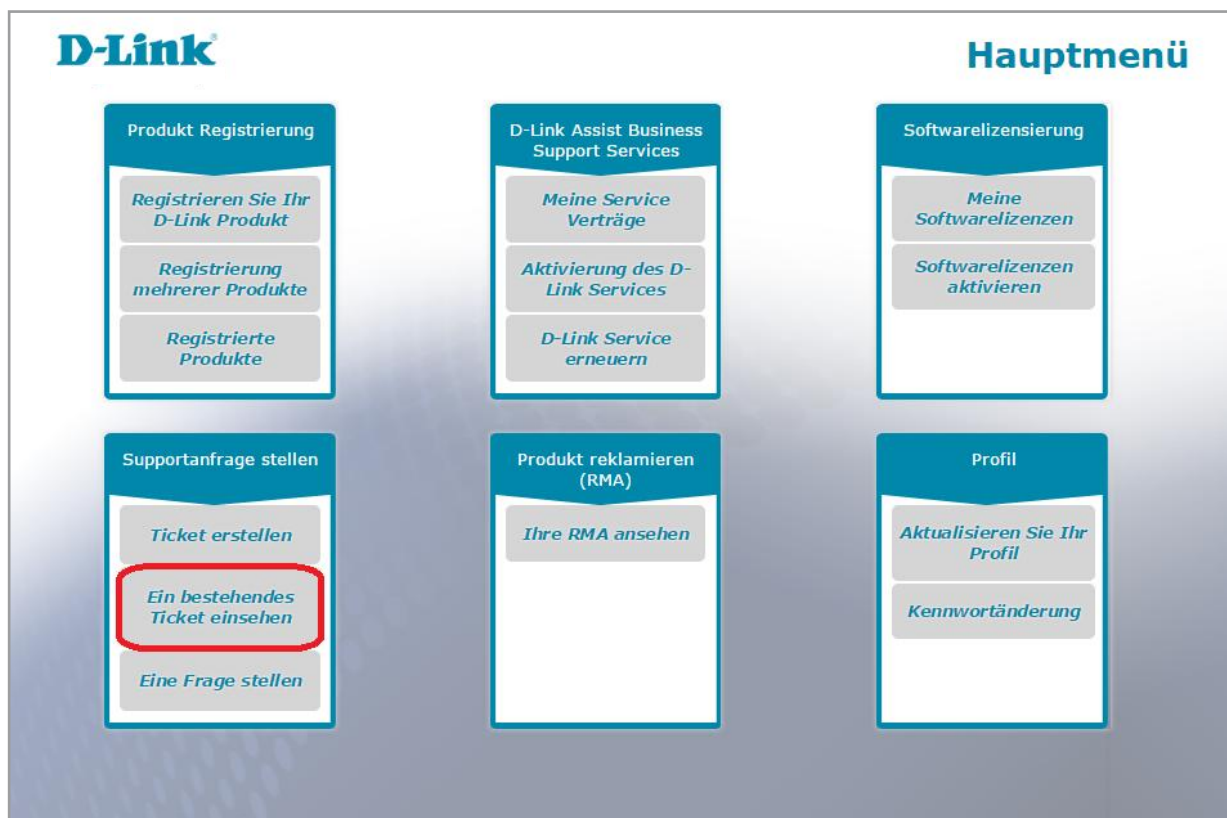 D-Link
Hauptmenü
Produkt Registrierung
Registrieren Sie Ihr
D-Link Produkt
Registrierung
mehrerer Produkte
Registrierte
Produkte
D-Link Assist Business
Support Services
Meine Service
Verträge
Aktivierung des D-
Link Services
D-Link Service
erneuern
Softwarelizensierung
Meine
Softwarelizenzen
Softwarelizenzen
aktivieren
Supportanfrage stellen
Ticket erstellen
Ein bestehendes
Ticket einsehen
Eine Frage stellen
Produkt reklamieren
(RMA)
Ihre RMA ansehen
Profil
Aktualisieren Sie Ihr
Profil
Kennwortänderung